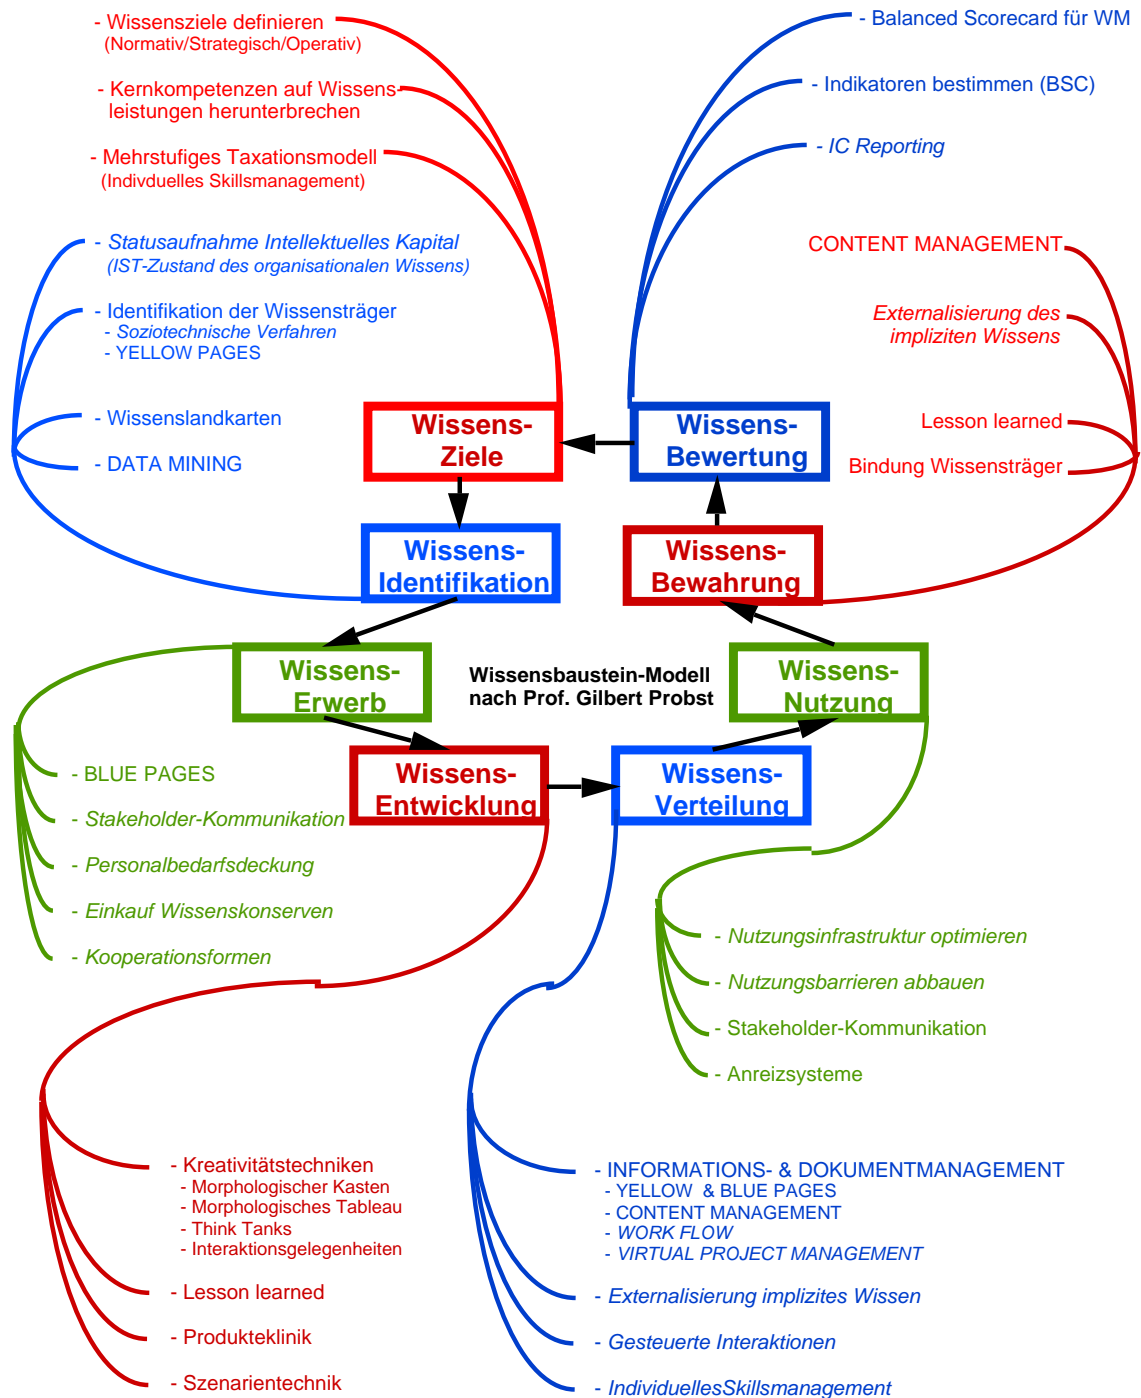 - Wissensziele definieren
(Normativ/Strategisch/Operativ)
- Kernkompetenzen auf Wissens-
leistungen herunterbrechen
- Mehrstufiges Taxationsmodell
(Indivduelles Skillsmanagement)
- Balanced Scorecard für WM
- Indikatoren bestimmen (BSC)
- IC Reporting
- Statusaufnahme Intellektuelles Kapital
(IST-Zustand des organisationalen Wissens)
- Identifikation der Wissensträger
- Soziotechnische Verfahren
- YELLOW PAGES
- Wissenslandkarten
- DATA MINING
CONTENT MANAGEMENT
Externalisierung des
impliziten Wissens
Lesson learned
Bindung Wissensträger
Wissens-
Ziele
Wissens-
Bewertung
Wissens-
Identifikation
Wissens-
Bewahrung
Wissens-
Erwerb
Wissensbaustein-Modell
nach Prof. Gilbert Probst
Wissens-
Nutzung
Wissens-
Entwicklung
Wissens-
Verteilung
- BLUE PAGES
- Stakeholder-Kommunikation
- Personalbedarfsdeckung
- Einkauf Wissenskonserven
- Kooperationsformen
- Nutzungsinfrastruktur optimieren
- Nutzungsbarrieren abbauen
- Stakeholder-Kommunikation
- Anreizsysteme
- Kreativitätstechniken
- Morphologischer Kasten
- Morphologisches Tableau
- Think Tanks
- Interaktionsgelegenheiten
- Lesson learned
- Produkteklinik
- Szenarientechnik
- INFORMATIONS- & DOKUMENTMANAGEMENT
- YELLOW & BLUE PAGES
- CONTENT MANAGEMENT
- WORK FLOW
- VIRTUAL PROJECT MANAGEMENT
- Externalisierung implizites Wissen
- Gesteuerte Interaktionen
- IndividuellesSkillsmanagement